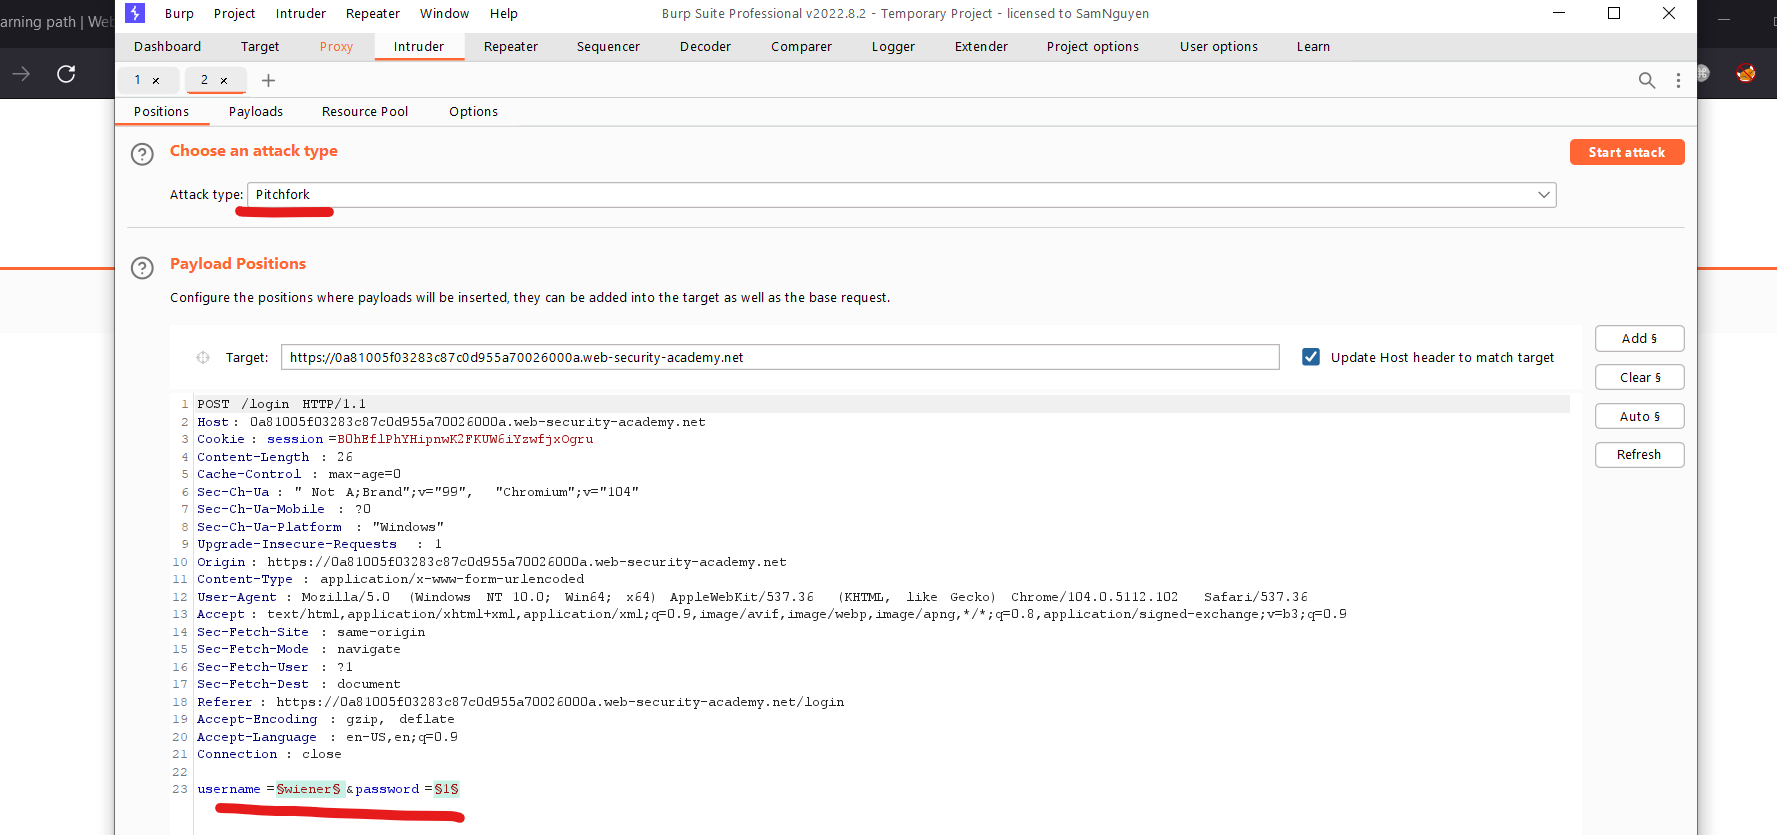 arning path | Web
Burp Project Intruder Repeater Window Help Burp Suite Professional v2022.8.2 - Temporary Project - licensed to SamNguyen
Dashboard Target Proxy Intruder Repeater Sequencer Decoder Comparer Logger Extender Project options User options Learn
1 × 2 × +
Positions Payloads Resource Pool Options
? Choose an attack type Start attack
Attack type: Pitchfork
? Payload Positions
Configure the positions where payloads will be inserted, they can be added into the target as well as the base request.
Target: https://0a81005f03283c87c0d955a70026000a.web-security-academy.net Update Host header to match target
Add §
Clear §
Auto §
Refresh
1 POST /login HTTP/1.1
2 Host: 0a81005f03283c87c0d955a70026000a.web-security-academy.net
3 Cookie: session=B0hEflPhYHipnwK2FKUW6iYzwfjxOgru
4 Content-Length: 26
5 Cache-Control: max-age=0
6 Sec-Ch-Ua: " Not A;Brand";v="99", "Chromium";v="104"
7 Sec-Ch-Ua-Mobile: ?0
8 Sec-Ch-Ua-Platform: "Windows"
9 Upgrade-Insecure-Requests: 1
10 Origin: https://0a81005f03283c87c0d955a70026000a.web-security-academy.net
11 Content-Type: application/x-www-form-urlencoded
12 User-Agent: Mozilla/5.0 (Windows NT 10.0; Win64; x64) AppleWebKit/537.36 (KHTML, like Gecko) Chrome/104.0.5112.102 Safari/537.36
13 Accept: text/html,application/xhtml+xml,application/xml;q=0.9,image/avif,image/webp,image/apng,*/*;q=0.8,application/signed-exchange;v=b3;q=0.9
14 Sec-Fetch-Site: same-origin
15 Sec-Fetch-Mode: navigate
16 Sec-Fetch-User: ?1
17 Sec-Fetch-Dest: document
18 Referer: https://0a81005f03283c87c0d955a70026000a.web-security-academy.net/login
19 Accept-Encoding: gzip, deflate
20 Accept-Language: en-US,en;q=0.9
21 Connection: close
22
23 username=§wiener§&password=§1§